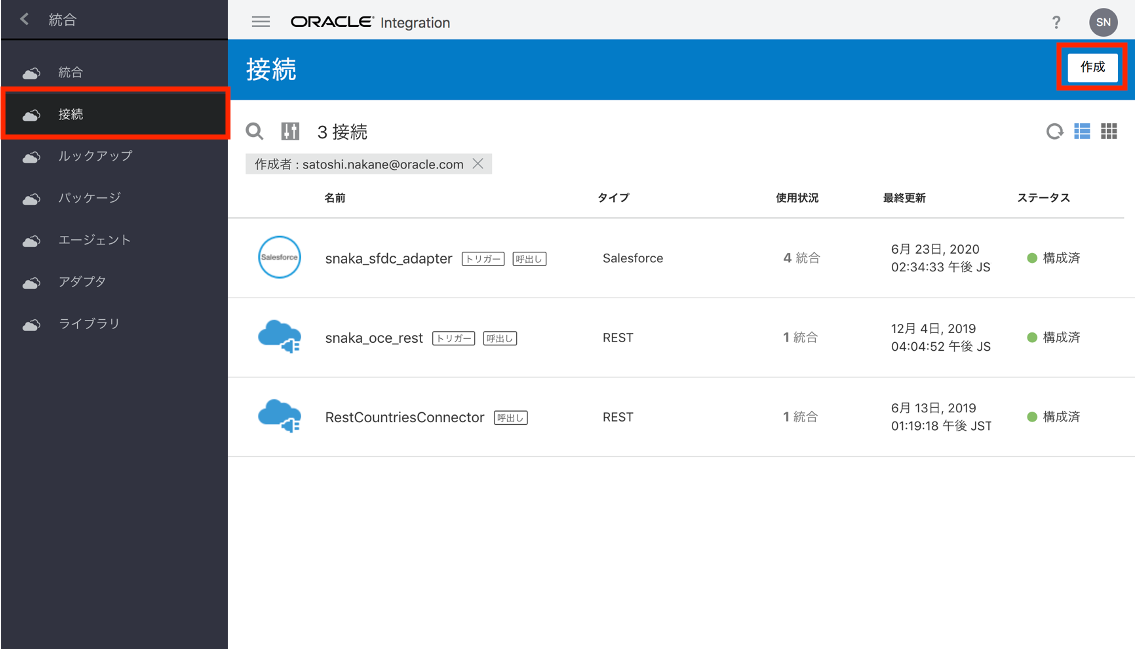 統合
ORACLE Integration
?
SN
統合
接続
ルックアップ
パッケージ
エージェント
アダプタ
ライブラリ
接続
作成
3 接続
作成者 : satoshi.nakane@oracle.com
名前 タイプ 使用状況 最終更新 ステータス
Salesforce
snaka_sfdc_adapter トリガー 呼出し Salesforce 4 統合 6月 23日, 2020
02:34:33 午後 JS
構成済
snaka_oce_rest トリガー 呼出し REST 1 統合 12月 4日, 2019
04:04:52 午後 JS
構成済
RestCountriesConnector 呼出し REST 1 統合 6月 13日, 2019
01:19:18 午後 JST
構成済